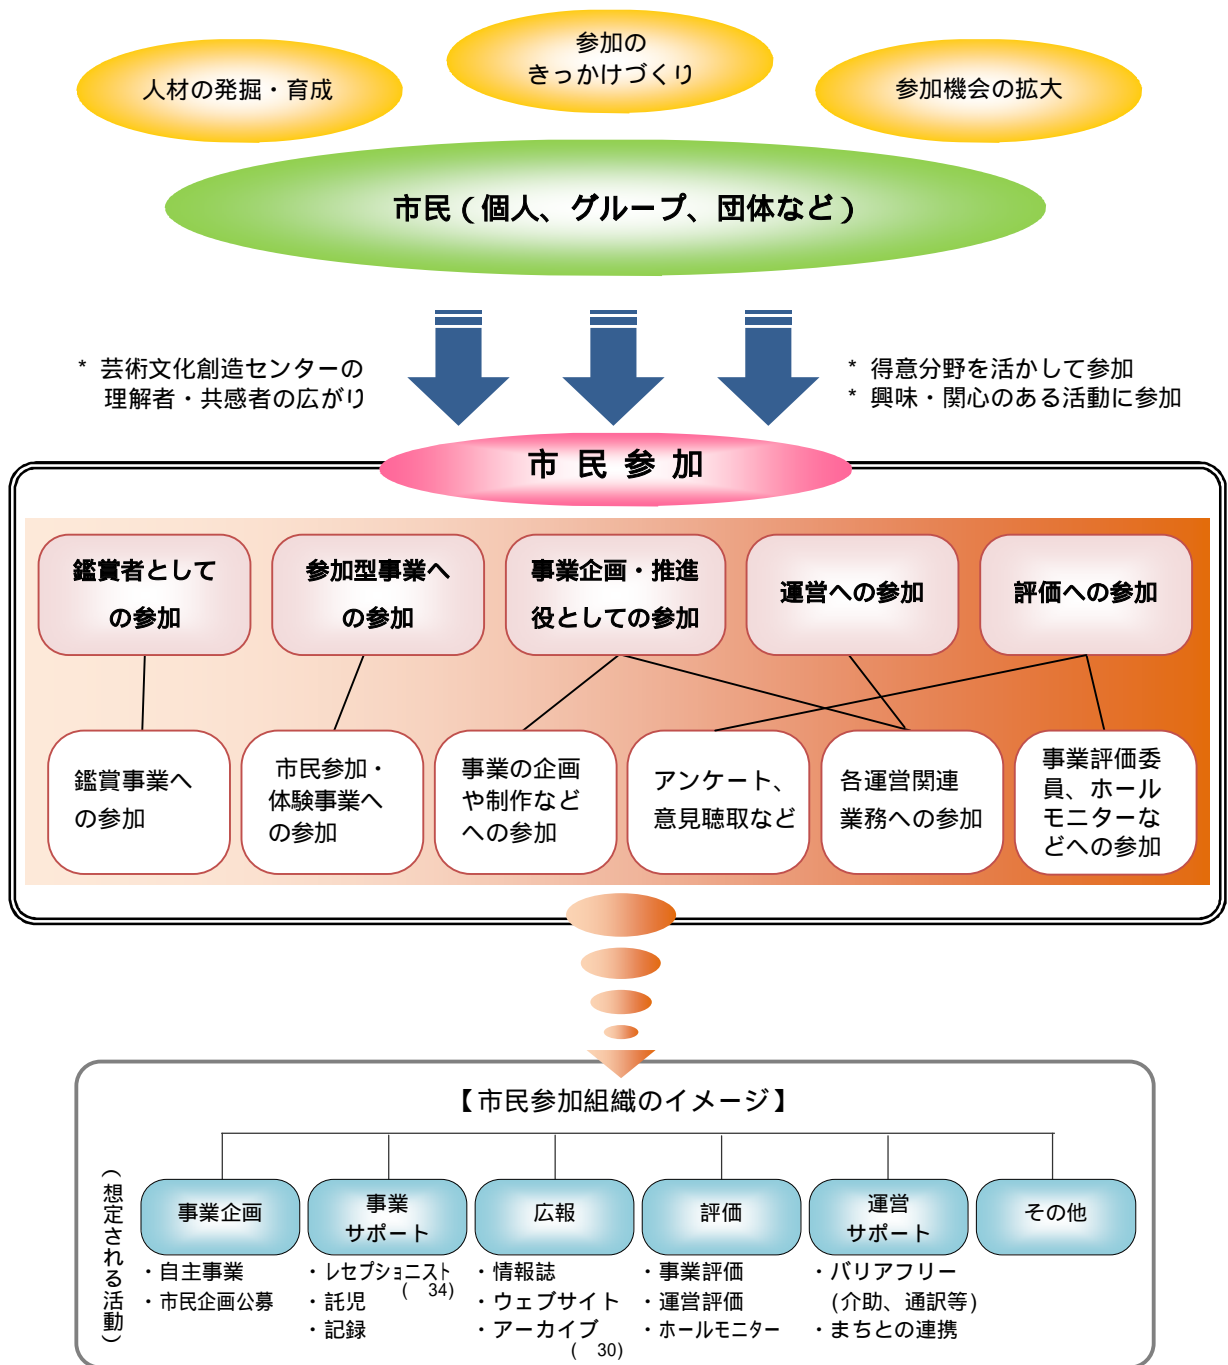 参加の
きっかけづくり
人材の発掘・育成
参加機会の拡大
市民（個人、グループ、団体など）
* 芸術文化創造センターの
理解者・共感者の広がり
* 得意分野を活かして参加
* 興味・関心のある活動に参加
市民参加
鑑賞者として
の参加
参加型事業へ
の参加
事業企画・推進
役としての参加
運営への参加
評価への参加
鑑賞事業へ
の参加
市民参加・
体験事業へ
の参加
事業の企画
や制作など
への参加
アンケート、
意見聴取など
各運営関連
業務への参加
事業評価委
員、ホール
モニターな
どへの参加
【市民参加組織のイメージ】
（想定される活動）
事業企画
・自主事業
・市民企画公募
事業
サポート
・レセプショニスト
( 34)
・託児
・記録
広報
・情報誌
・ウェブサイト
・アーカイブ
( 30)
評価
・事業評価
・運営評価
・ホールモニター
運営
サポート
・バリアフリー
(介助、通訳等)
・まちとの連携
その他